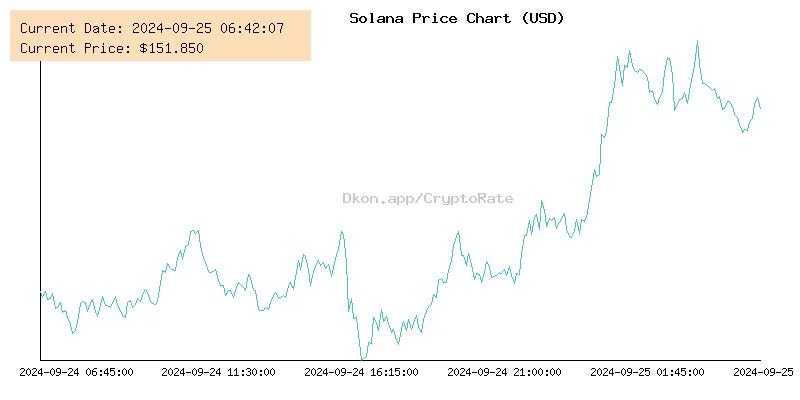 Solana Price Chart (USD)
Current Date: 2024-09-25 06:42:07
Current Price: $151.850
Dkon.app/CryptoRate
2024-09-24 06:45:00 2024-09-24 11:30:00 2024-09-24 16:15:00 2024-09-24 21:00:00 2024-09-25 01:45:00 2024-09-25